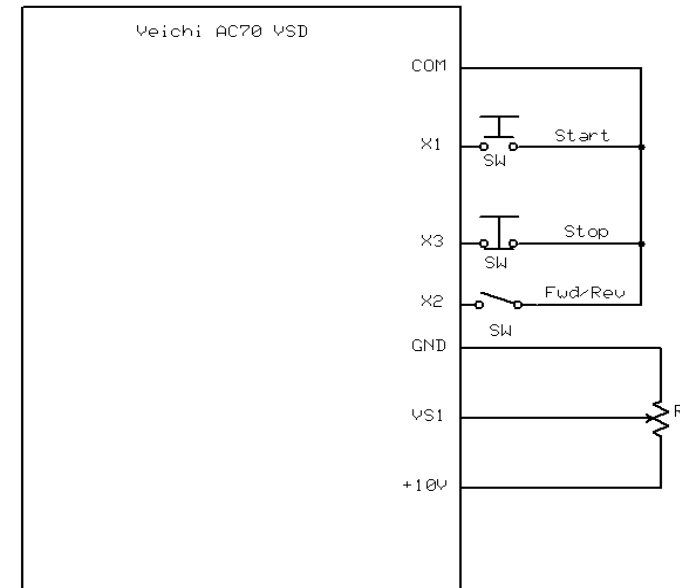 Veichi AC70 VSD
COM
X1
Start
SW
X3
Stop
SW
X2
Fwd/Rev
SW
GND
VS1
R
+10V